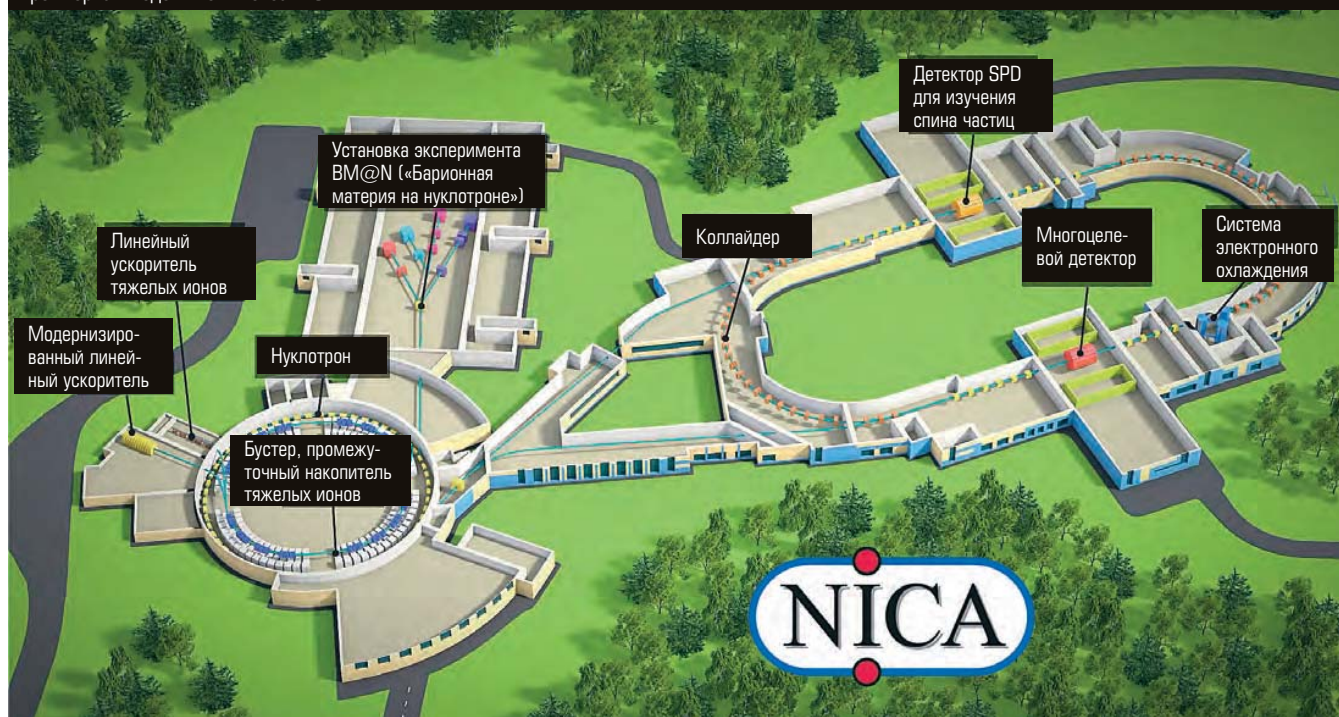 Детектор SPD
для изучения
спина частиц
Установка эксперимента
BM@N («Барионная
материя на нуклотроне»)
Линейный
ускоритель
тяжелых ионов
Коллайдер
Многоцеле-
вой детектор
Система
электронного
охлаждения
Модернизиро-
ванный линей-
ный ускоритель
Нуклотрон
Бустер, промежу-
точный накопитель
тяжелых ионов
NICA